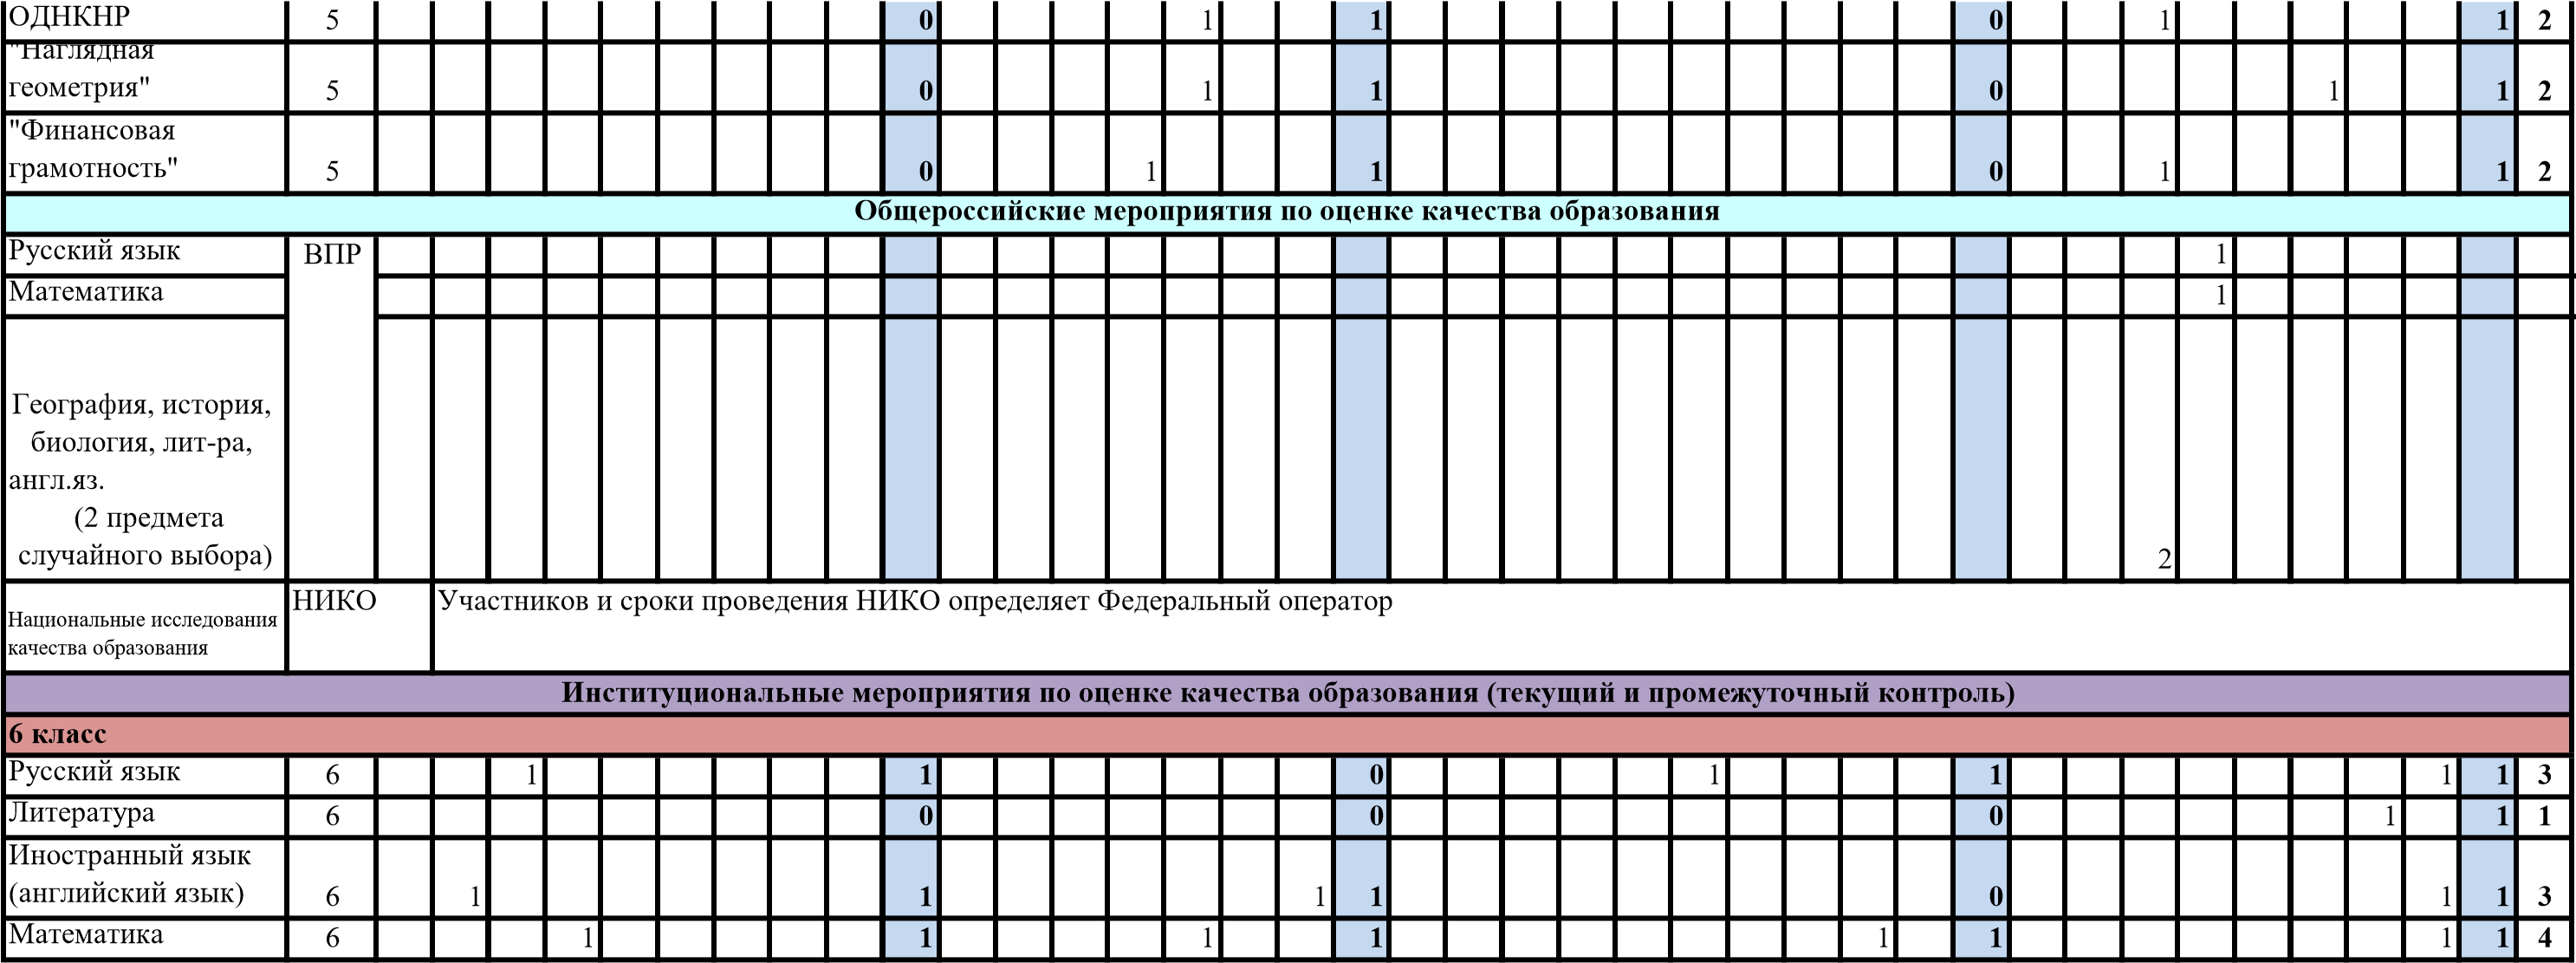 ОДНКНР 5 0 1 1 0 1 1 2
"Наглядная
геометрия" 5 0 1 1 0 1 1 2
"Финансовая
грамотность" 5 0 1 1 0 1 1 2
Общероссийские мероприятия по оценке качества образования
Русский язык ВПР 1
Математика 1
География, история,
биология, лит-ра,
англ.яз.
(2 предмета
случайного выбора) 2
НИКО Участников и сроки проведения НИКО определяет Федеральный оператор
Национальные исследования
качества образования
Институциональные мероприятия по оценке качества образования (текущий и промежуточный контроль)
6 класс
Русский язык 6 1 1 0 1 1 1 1 3
Литература 6 0 0 0 1 1 1
Иностранный язык
(английский язык) 6 1 1 1 1 0 1 1 3
Математика 6 1 1 1 1 1 1 1 1 4